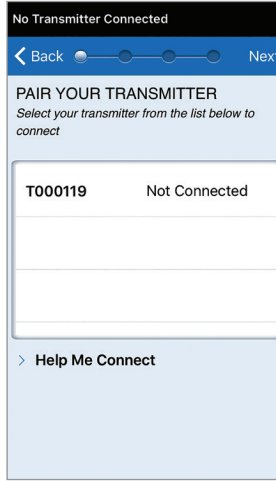 No Transmitter Connected
Back Next
PAIR YOUR TRANSMITTER
Select your transmitter from the list below to
connect
T000119 Not Connected
Help Me Connect